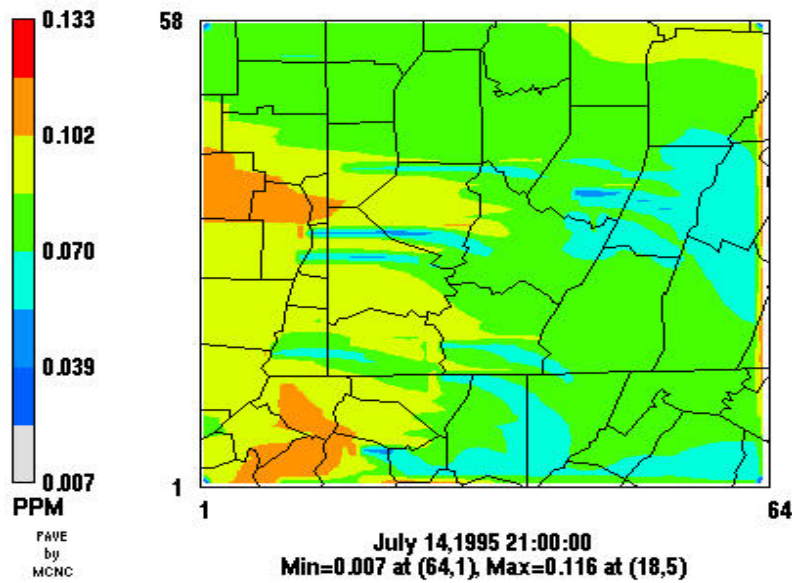 0.133
0.102
0.070
0.039
0.007
PPM
PAVE
by
MCNC
58
1
1
64
July 14,1995 21:00:00
Min=0.007 at (64,1), Max=0.116 at (18,5)